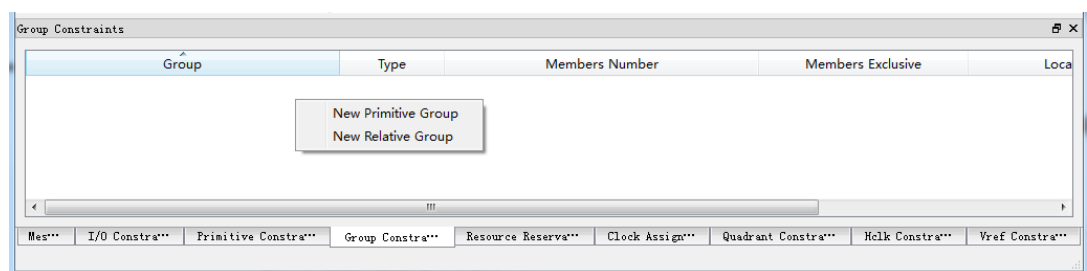 Group Constraints
Group Type Members Number Members Exclusive Loca
New Primitive Group
New Relative Group
Mes··· I/O Constra··· Primitive Constra··· Group Constra··· Resource Reserva··· Clock Assign··· Quadrant Constra··· Hclk Constra··· Vref Constra···